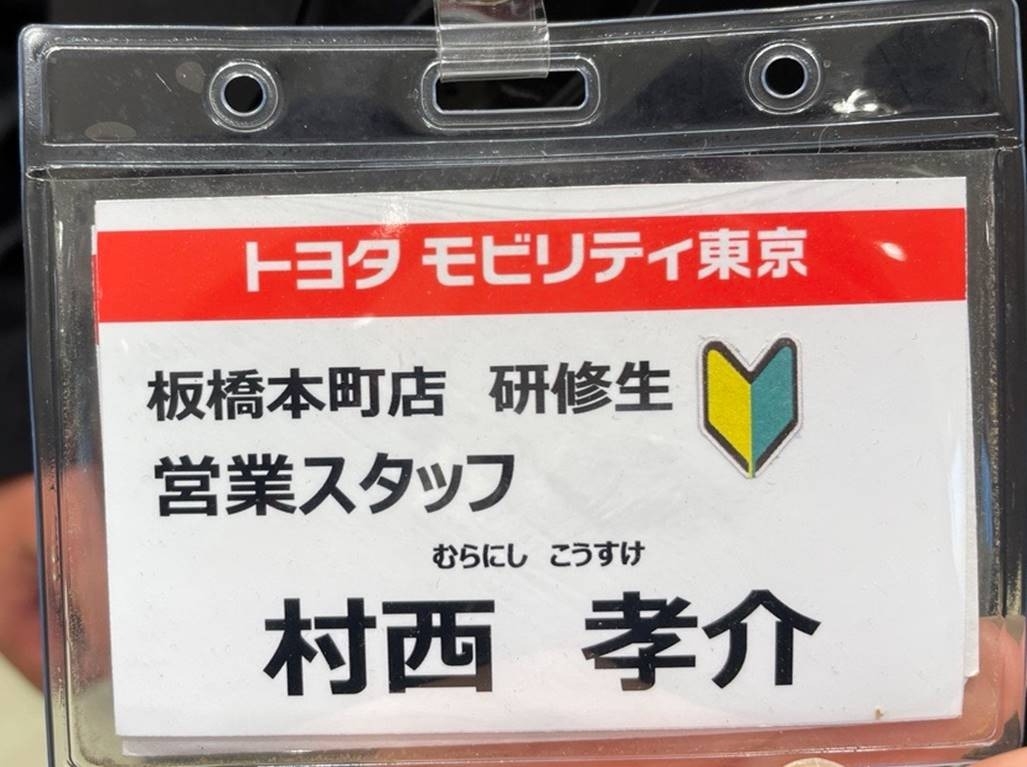 トヨタ モビリティ東京
板橋本町店 研修生
営業スタッフ
むらにし こうすけ
村西 孝介